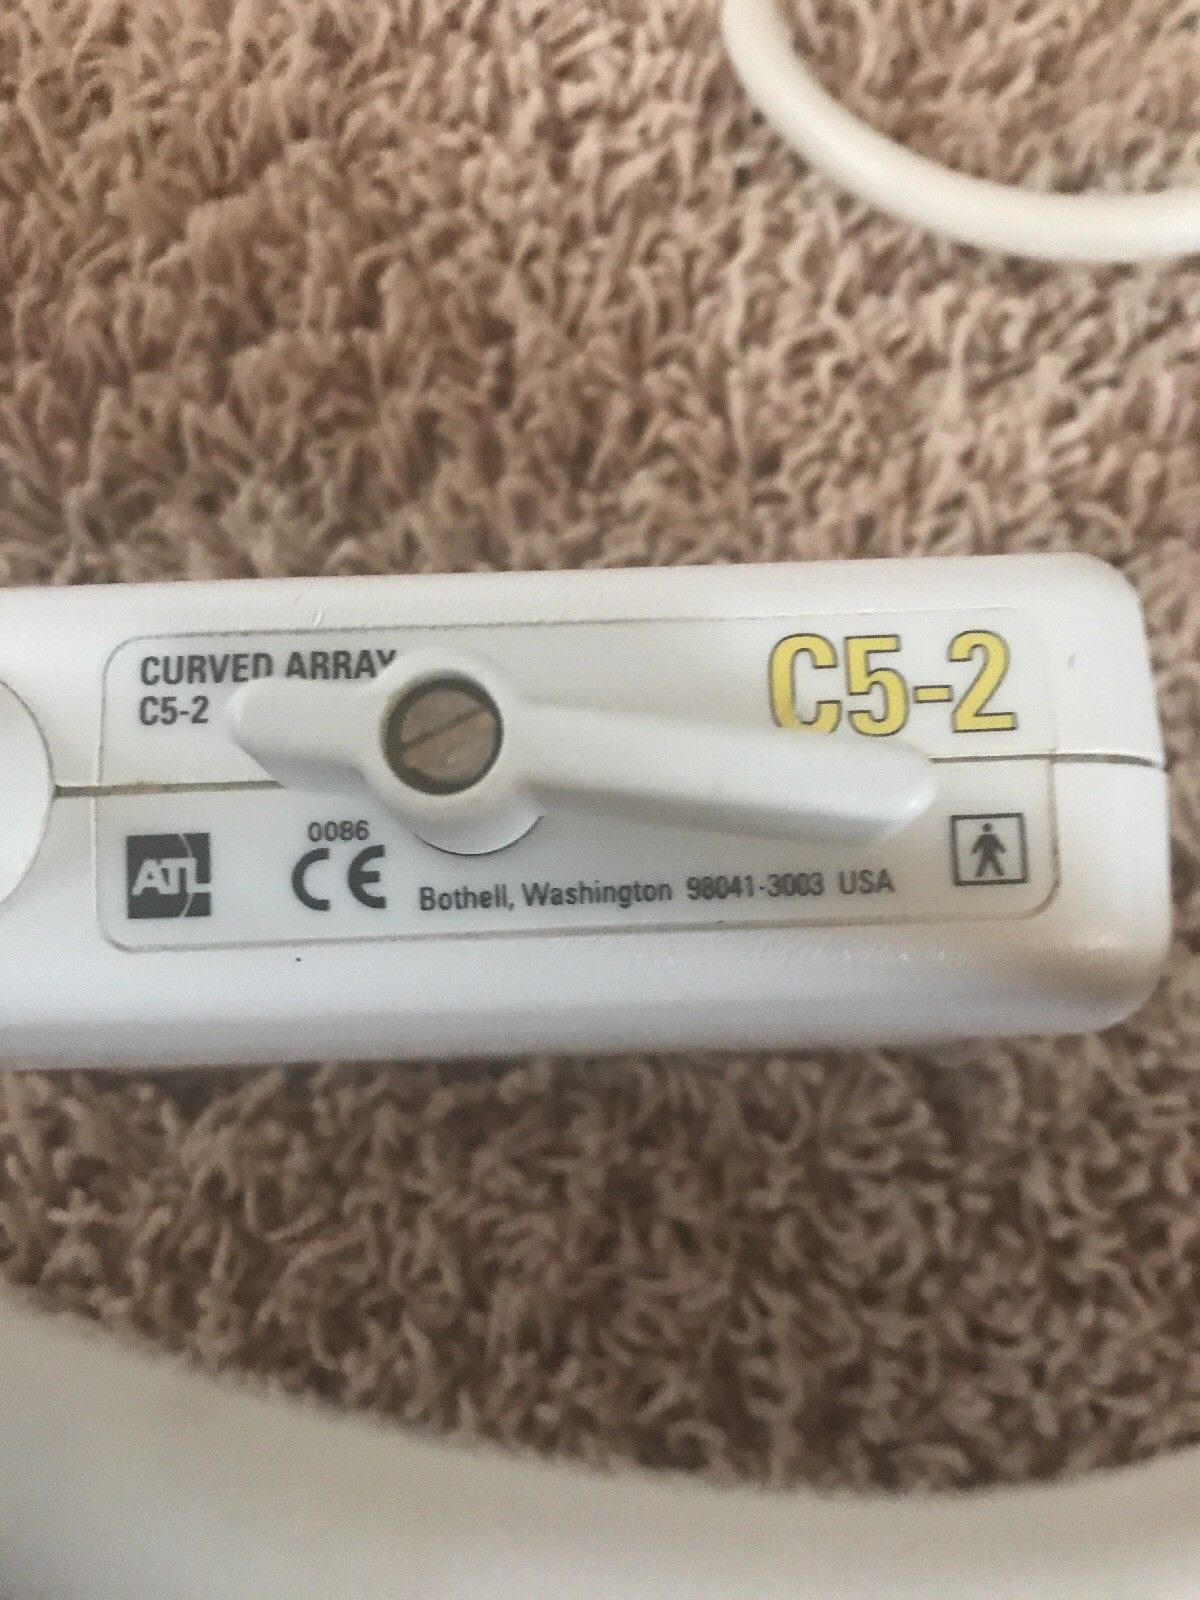 CURVED ARRAY
C5-2
C5-2
ATL
0086
CE
Bothell, Washington 98041-3003 USA